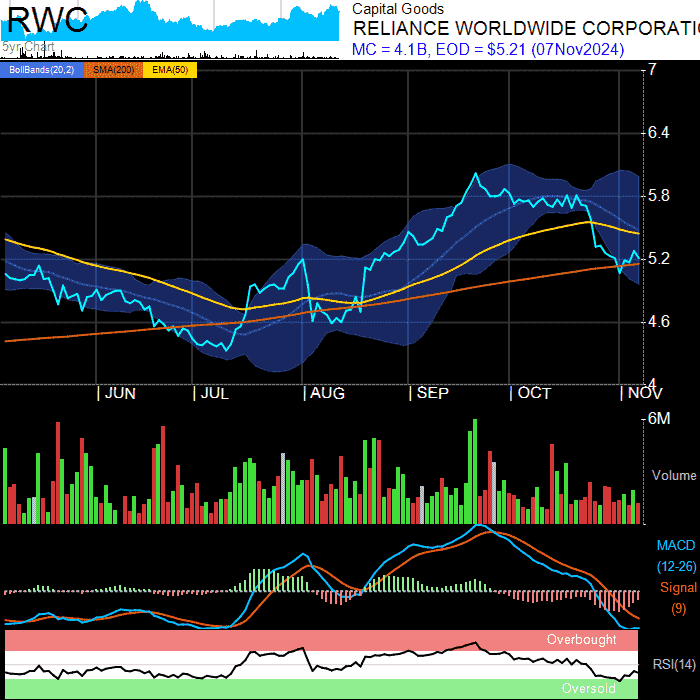 RWC
5yr Chart
Capital Goods
RELIANCE WORLDWIDE CORPORATI
MC = 4.1B, EOD = $5.21 (07Nov2024)
BollBands(20,2) SMA(200) EMA(50)
7
6.4
5.8
5.2
4.6
4
JUN JUL AUG SEP OCT NOV
6M
Volume
MACD
(12-26)
Signal
(9)
Overbought
RSI(14)
Oversold